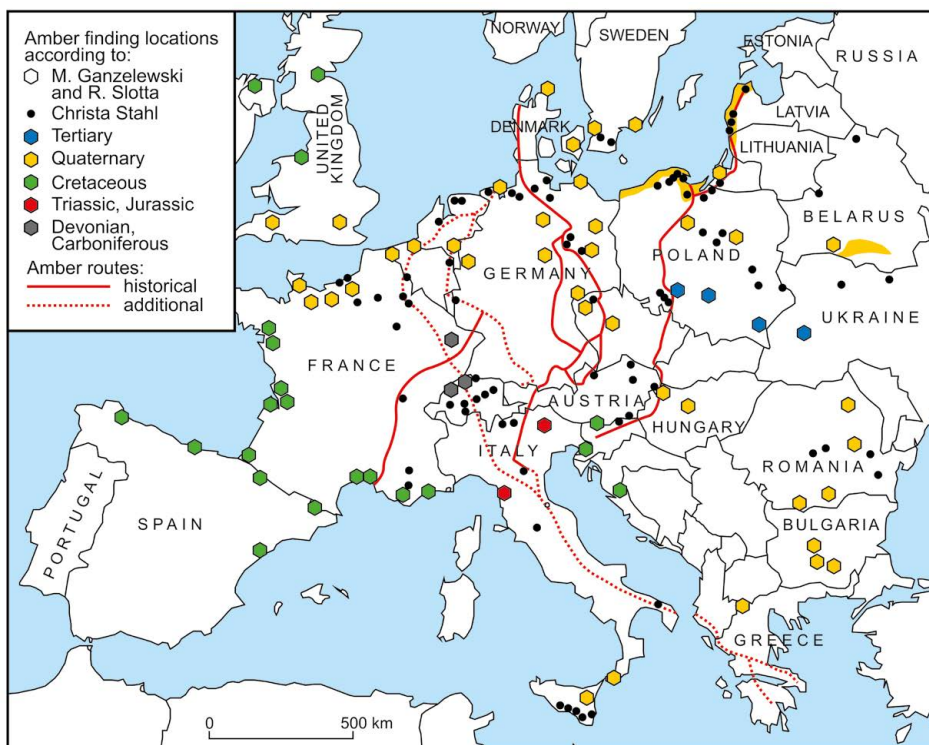 Amber finding locations
according to:
M. Ganzelewski
and R. Slotta
Christa Stahl
Tertiary
Quaternary
Cretaceous
Triassic, Jurassic
Devonian,
Carboniferous
Amber routes:
historical
additional
NORWAY
SWEDEN
ESTONIA
RUSSIA
LATVIA
LITHUANIA
DENMARK
UNITED
KINGDOM
BELARUS
POLAND
GERMANY
UKRAINE
FRANCE
AUSTRIA
HUNGARY
ITALY
ROMANIA
BULGARIA
PORTUGAL
SPAIN
GREECE
0 500 km